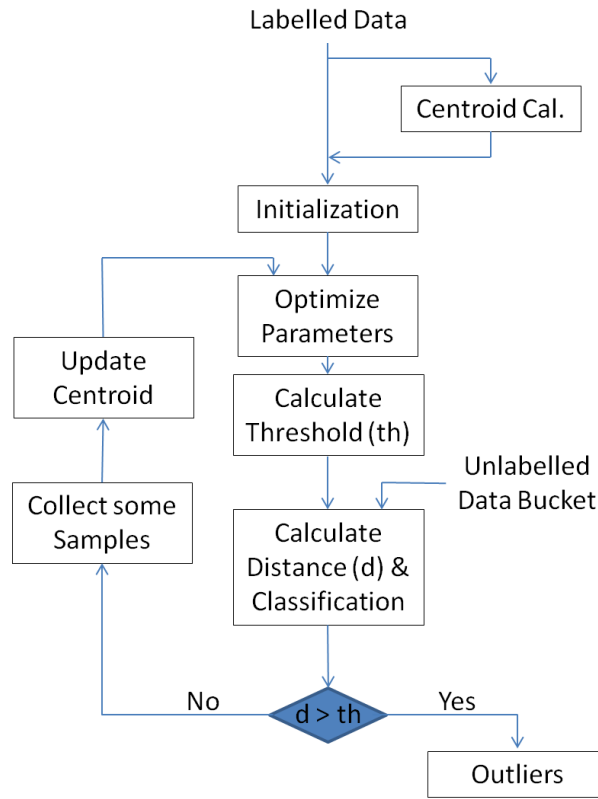 Labelled Data
Centroid Cal.
Initialization
Optimize
Parameters
Update
Centroid
Calculate
Threshold (th)
Unlabelled
Data Bucket
Collect some
Samples
Calculate
Distance (d) &
Classification
No
d > th
Yes
Outliers